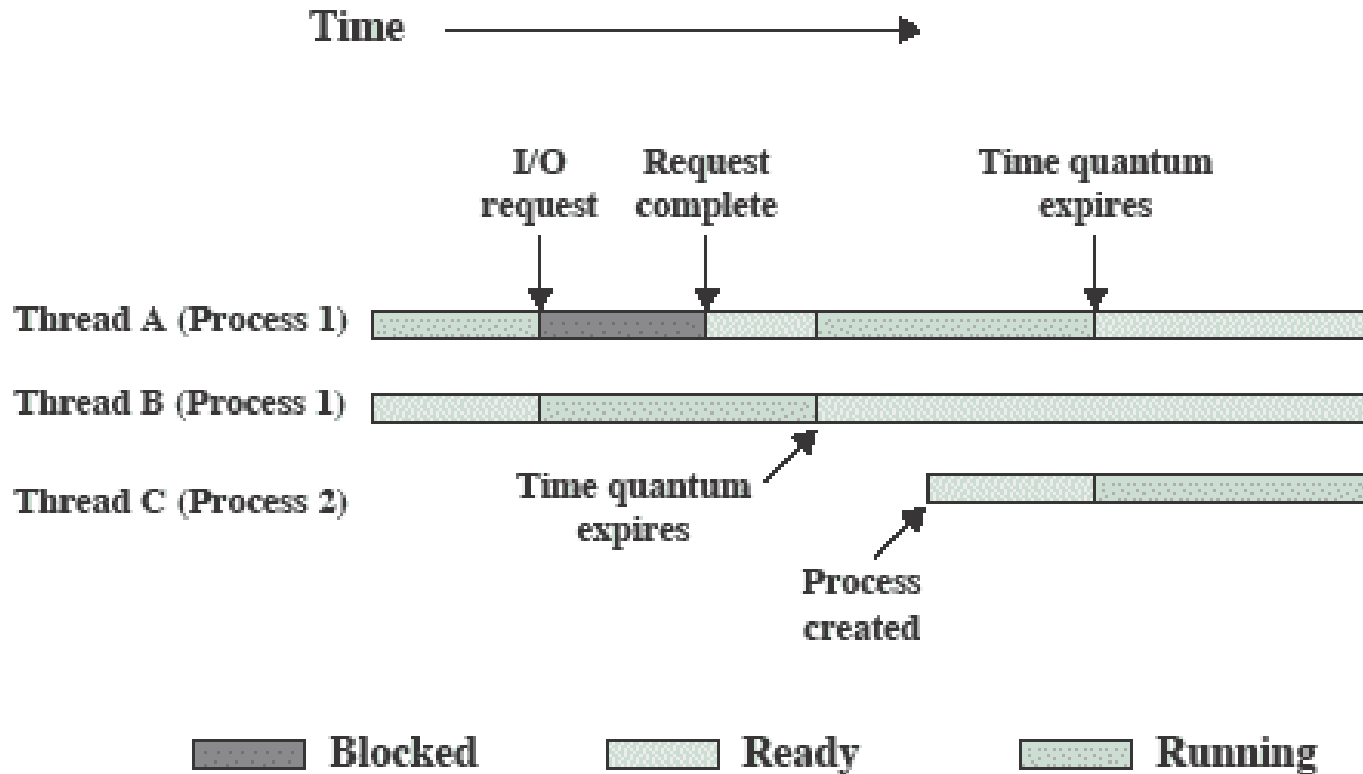 Time
I/O
request
Request
complete
Time quantum
expires
Thread A (Process 1)
Thread B (Process 1)
Thread C (Process 2)
Time quantum
expires
Process
created
Blocked
Ready
Running